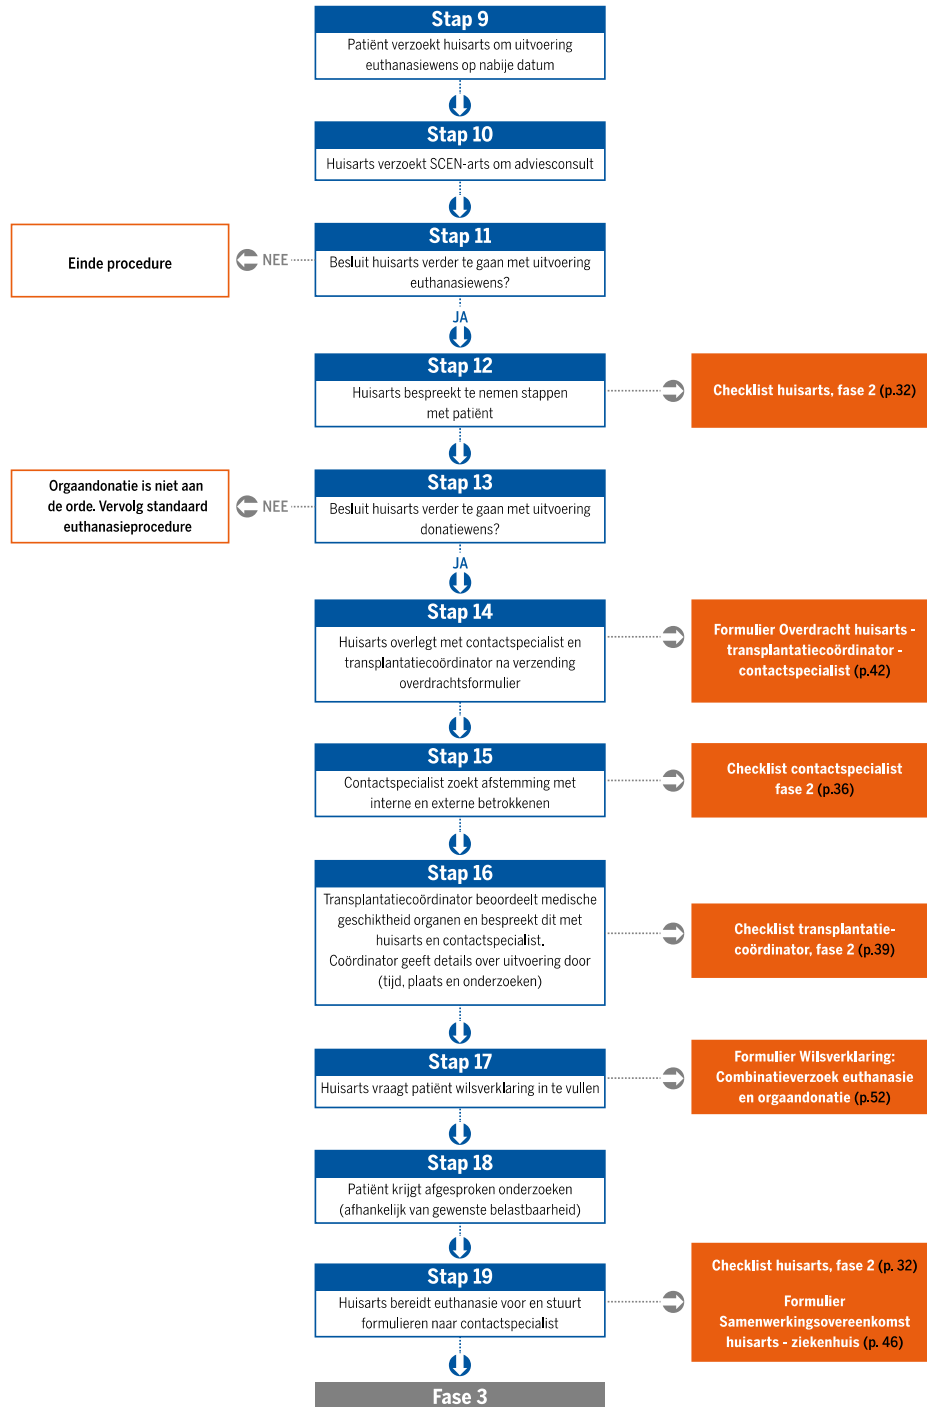 Stap 9
Patiënt verzoekt huisarts om uitvoering
euthanasiewens op nabije datum
Stap 10
Huisarts verzoekt SCEN-arts om adviesconsult
Stap 11
Besluit huisarts verder te gaan met uitvoering
euthanasiewens?
NEE
Einde procedure
JA
Stap 12
Huisarts bespreekt te nemen stappen
met patiënt
Checklist huisarts, fase 2 (p.32)
Stap 13
Besluit huisarts verder te gaan met uitvoering
donatiewens?
NEE
Orgaandonatie is niet aan
de orde. Vervolg standaard
euthanasieprocedure
JA
Stap 14
Huisarts overlegt met contactspecialist en
transplantatiecoördinator na verzending
overdrachtsformulier
Formulier Overdracht huisarts -
transplantatiecoördinator -
contactspecialist (p.42)
Stap 15
Contactspecialist zoekt afstemming met
interne en externe betrokkenen
Checklist contactspecialist
fase 2 (p.36)
Stap 16
Transplantatiecoördinator beoordeelt medische
geschiktheid organen en bespreekt dit met
huisarts en contactspecialist.
Coördinator geeft details over uitvoering door
(tijd, plaats en onderzoeken)
Checklist transplantatie-
coördinator, fase 2 (p.39)
Stap 17
Huisarts vraagt patiënt wilsverklaring in te vullen
Formulier Wilsverklaring:
Combinatieverzoek euthanasie
en orgaandonatie (p.52)
Stap 18
Patiënt krijgt afgesproken onderzoeken
(afhankelijk van gewenste belastbaarheid)
Stap 19
Huisarts bereidt euthanasie voor en stuurt
formulieren naar contactspecialist
Checklist huisarts, fase 2 (p. 32)
Formulier
Samenwerkingsovereenkomst
huisarts - ziekenhuis (p. 46)
Fase 3